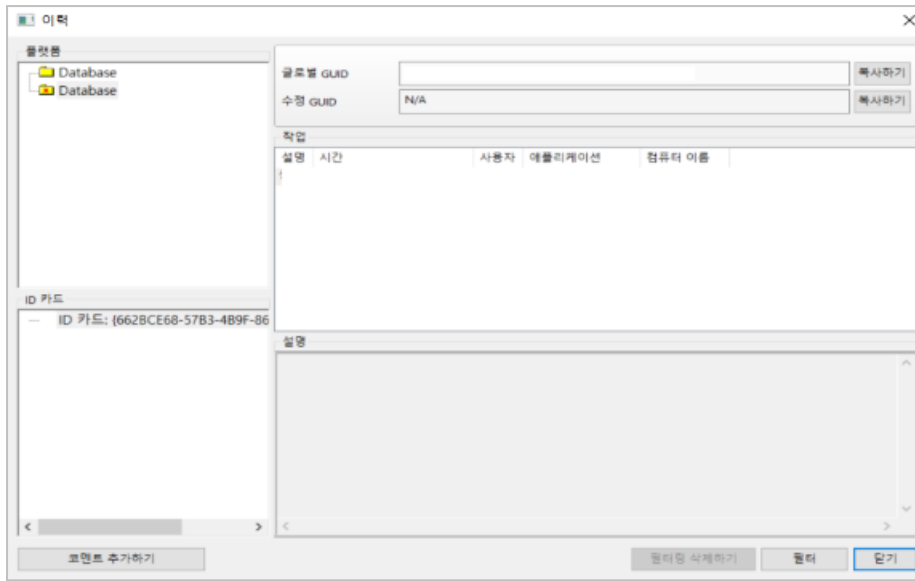 이력
플랫폼
Database
Database
글로벌 GUID
복사하기
수정 GUID
N/A
복사하기
작업
설명 시간 사용자 애플리케이션 컴퓨터 이름
ID 카드
ID 카드: {662BCE68-57B3-4B9F-86
설명
코멘트 추가하기
필터링 삭제하기
필터
닫기